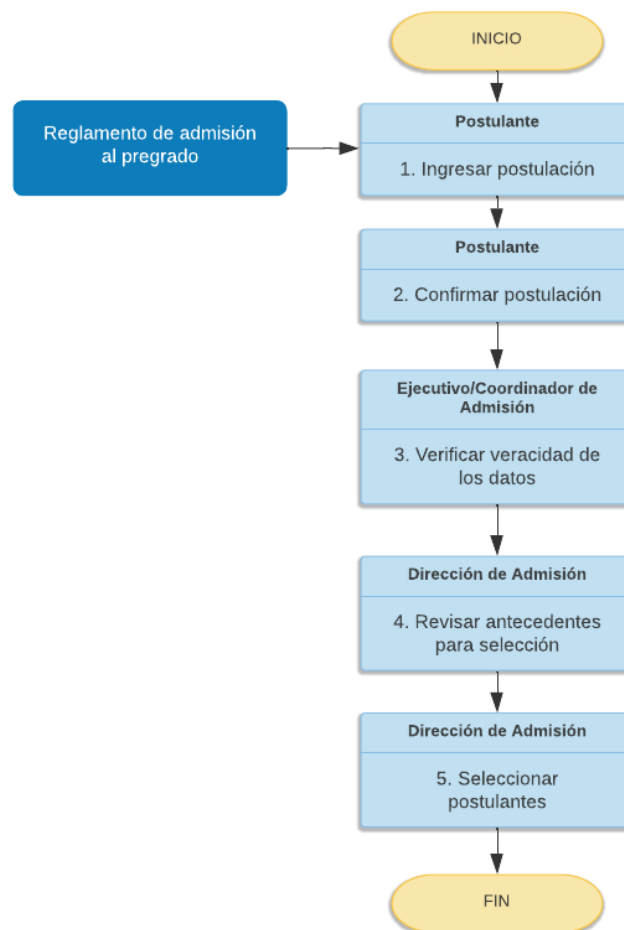 INICIO
Reglamento de admisión
al pregrado
Postulante
1. Ingresar postulación
Postulante
2. Confirmar postulación
Ejecutivo/Coordinador de
Admisión
3. Verificar veracidad de
los datos
Dirección de Admisión
4. Revisar antecedentes
para selección
Dirección de Admisión
5. Seleccionar
postulantes
FIN